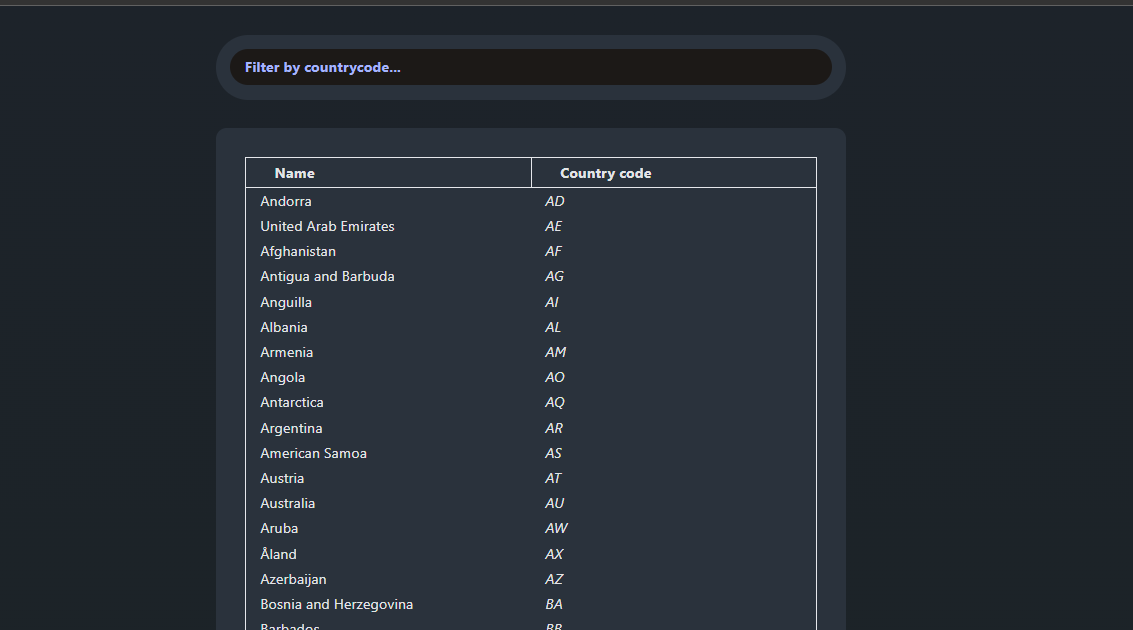 Filter by countrycode...
Name Country code
Andorra AD
United Arab Emirates AE
Afghanistan AF
Antigua and Barbuda AG
Anguilla AI
Albania AL
Armenia AM
Angola AO
Antarctica AQ
Argentina AR
American Samoa AS
Austria AT
Australia AU
Aruba AW
Åland AX
Azerbaijan AZ
Bosnia and Herzegovina BA
Barbados BB